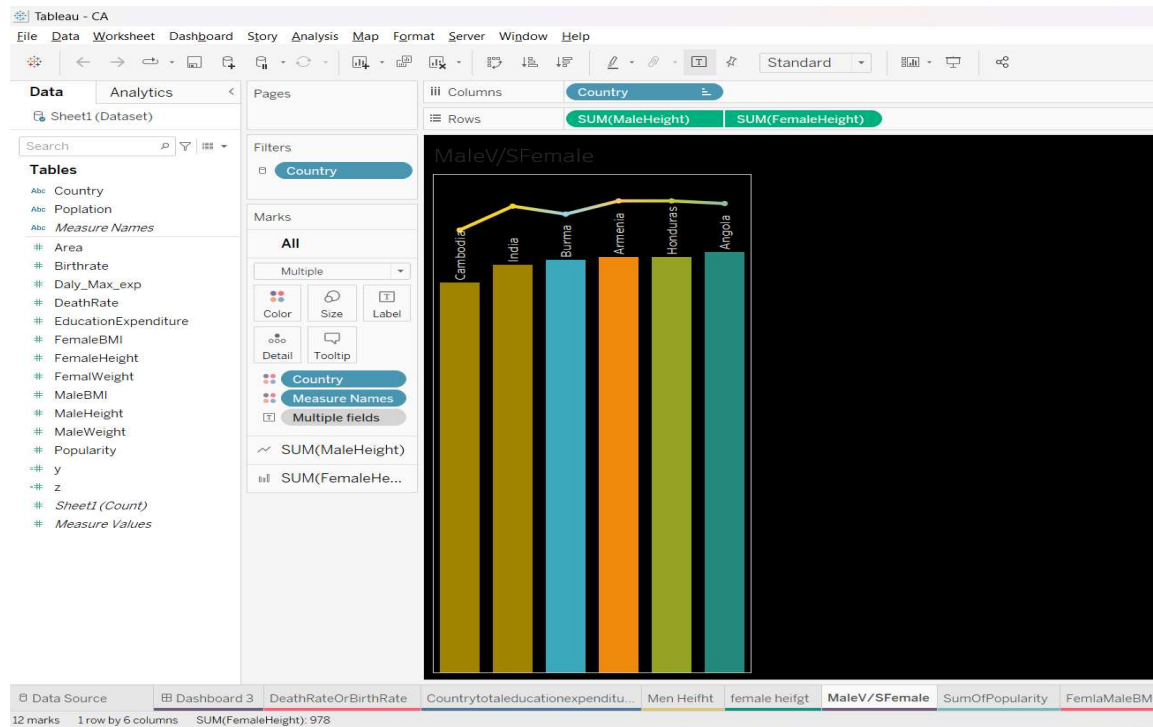 Tableau - CA
File Data Worksheet Dashboard Story Analysis Map Format Server Window Help
Standard
Data Analytics <
Sheet1 (Dataset)
Search
Tables
Abc Country
Abc Poplation
Abc Measure Names
# Area
# Birthrate
# Daly_Max_exp
# DeathRate
# EducationExpenditure
# FemaleBMI
# FemaleHeight
# FemalWeight
# MaleBMI
# MaleHeight
# MaleWeight
# Popularity
=# y
=# z
# Sheet1 (Count)
# Measure Values
Pages
Filters
Country
Marks
All
Multiple
Color Size Label
Detail Tooltip
Country
Measure Names
T Multiple fields
SUM(MaleHeight)
SUM(FemaleHe...
iii Columns Country
Rows SUM(MaleHeight) SUM(FemaleHeight)
MaleV/SFemale
Cambodia
India
Burma
Armenia
Honduras
Angola
Data Source Dashboard 3 DeathRateOrBirthRate Countrytotaleducationexpenditu... Men Heifht female heifgt MaleV/SFemale SumOfPopularity FemlaMaleBM
12 marks 1 row by 6 columns SUM(FemaleHeight): 978